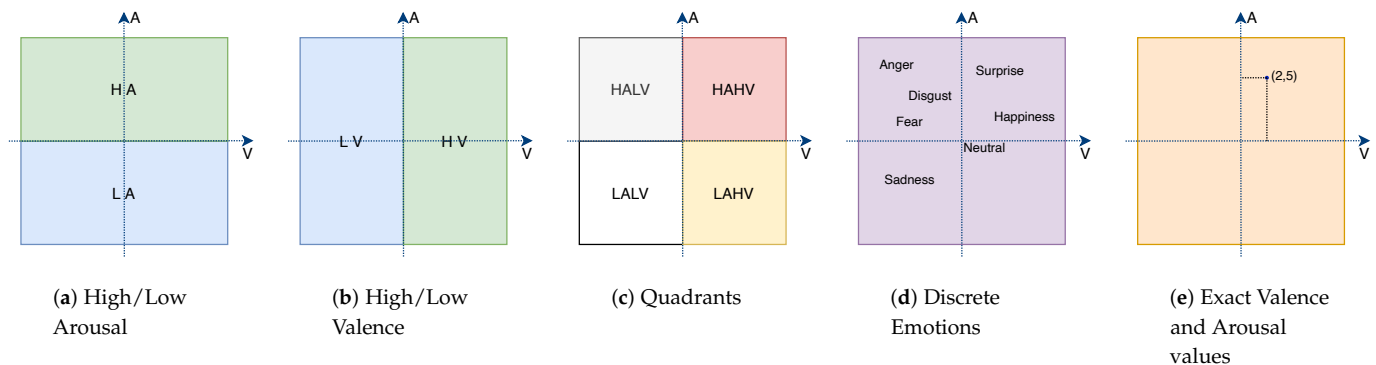 A
H A
V
L A
(a) High/Low
Arousal
A
L V
H V
V
(b) High/Low
Valence
A
HALV
HAHV
V
LALV
LAHV
(c) Quadrants
A
Anger
Surprise
Disgust
Happiness
Fear
Neutral
V
Sadness
(d) Discrete
Emotions
A
(2,5)
V
(e) Exact Valence
and Arousal
values